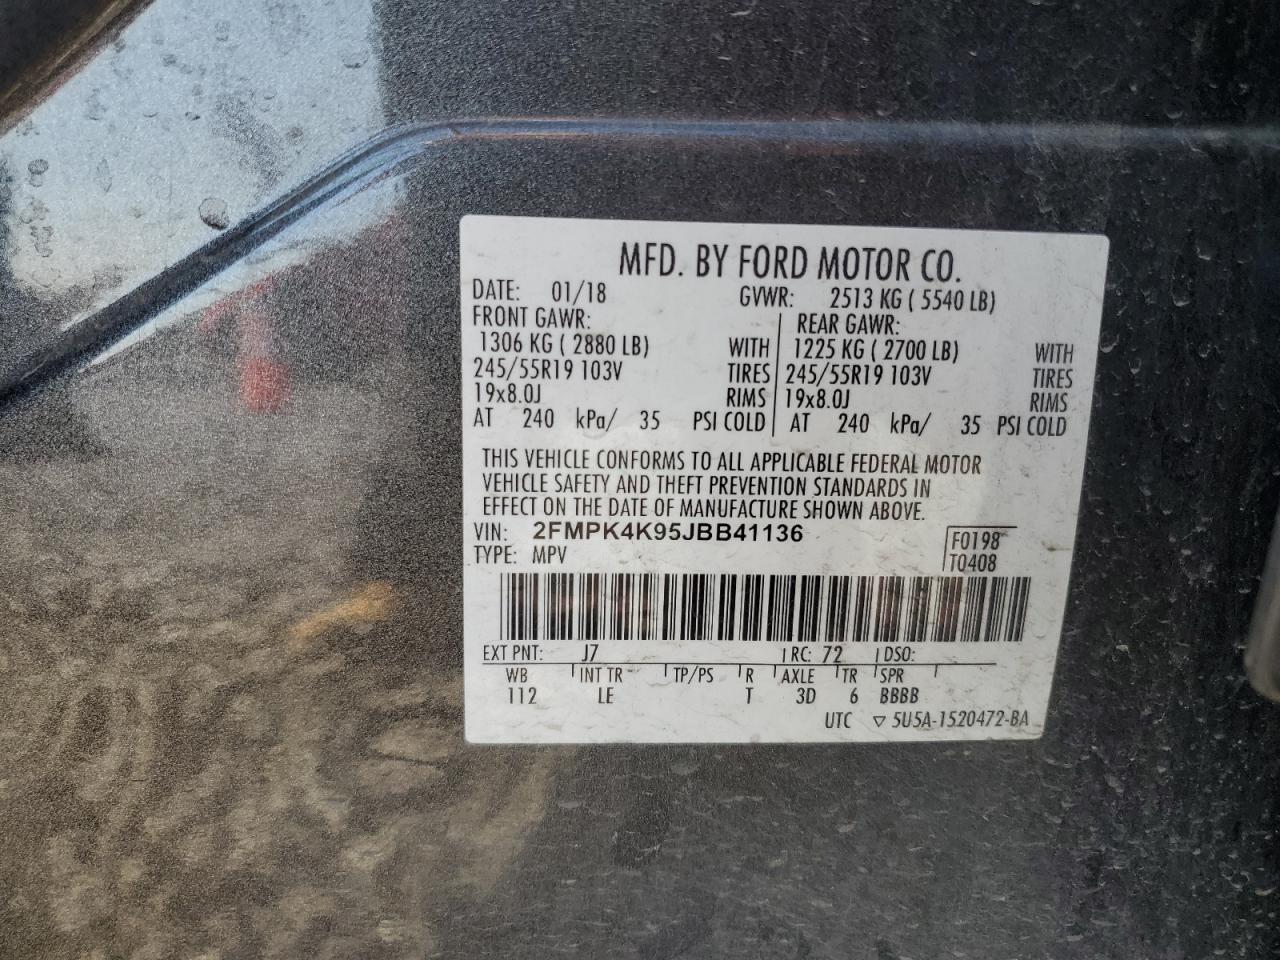 MFD. BY FORD MOTOR CO.
DATE: 01/18 GVWR: 2513 KG ( 5540 LB)
FRONT GAWR: REAR GAWR:
1306 KG ( 2880 LB) WITH 1225 KG ( 2700 LB) WITH
245/55R19 103V TIRES 245/55R19 103V TIRES
19x8.0J RIMS 19x8.0J RIMS
AT 240 kPa/ 35 PSI COLD AT 240 kPa/ 35 PSI COLD
THIS VEHICLE CONFORMS TO ALL APPLICABLE FEDERAL MOTOR
VEHICLE SAFETY AND THEFT PREVENTION STANDARDS IN
EFFECT ON THE DATE OF MANUFACTURE SHOWN ABOVE.
VIN: 2FMPK4K95JBB41136 F0198
TYPE: MPV T0408
EXT PNT: J7 RC: 72 DSO:
WB INT TR TP/PS R AXLE TR SPR
112 LE T 3D 6 BBBB
UTC ▽ 5U5A-1520472-BA